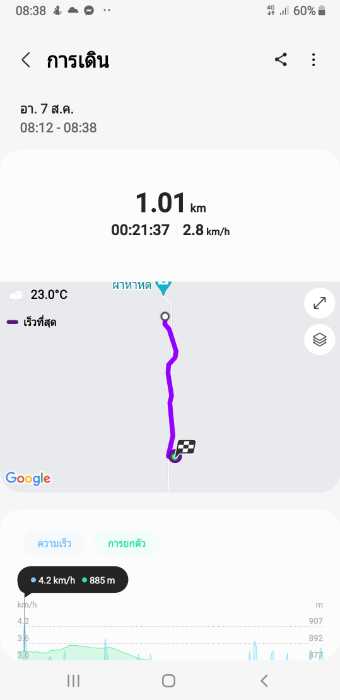 08:38
4G
60%
การเดิน
อา. 7 ส.ค.
08:12 - 08:38
1.01 km
00:21:37 2.8 km/h
ผาหำหด
23.0°C
เร็วที่สุด
Google
ความเร็ว การยกตัว
4.2 km/h 885 m
km/h m
4.2 907
3.6 892
3.0 877